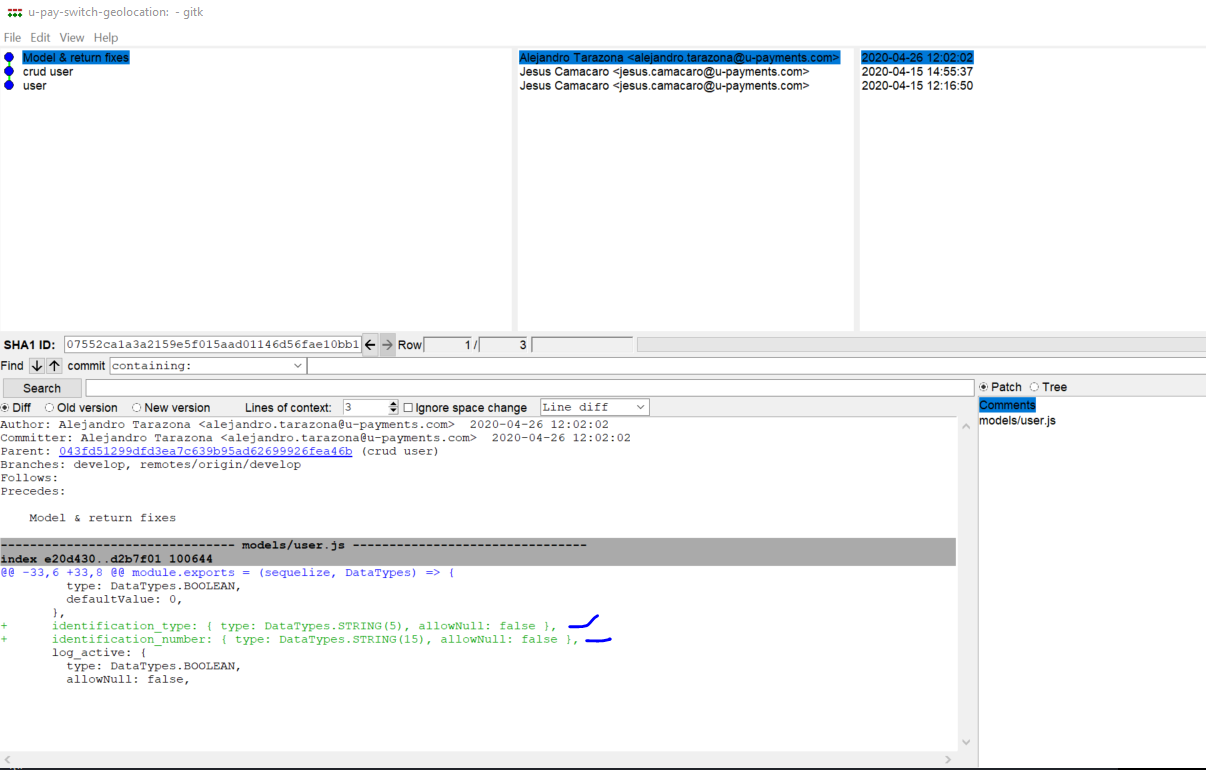 u-pay-switch-geolocation: - gitk
File Edit View Help
Model & return fixes Alejandro Tarazona <alejandro.tarazona@u-payments.com> 2020-04-26 12:02:02
crud user Jesus Camacaro <jesus.camacaro@u-payments.com> 2020-04-15 14:55:37
user Jesus Camacaro <jesus.camacaro@u-payments.com> 2020-04-15 12:16:50
SHA1 ID: 07552ca1a3a2159e5f015aad01146d56fae10bb1 Row 1 / 3
Find commit containing:
Search
Patch Tree
Diff Old version New version Lines of context: 3 Ignore space change Line diff
Comments
models/user.js
Author: Alejandro Tarazona <alejandro.tarazona@u-payments.com> 2020-04-26 12:02:02
Committer: Alejandro Tarazona <alejandro.tarazona@u-payments.com> 2020-04-26 12:02:02
Parent: 043fd51299dfd3ea7c639b95ad62699926fea46b (crud user)
Branches: develop, remotes/origin/develop
Follows:
Precedes:
Model & return fixes
------------------------------- models/user.js -------------------------------
index e20d430..d2b7f01 100644
@@ -33,6 +33,8 @@ module.exports = (sequelize, DataTypes) => {
type: DataTypes.BOOLEAN,
defaultValue: 0,
},
+ identification_type: { type: DataTypes.STRING(5), allowNull: false },
+ identification_number: { type: DataTypes.STRING(15), allowNull: false },
log_active: {
type: DataTypes.BOOLEAN,
allowNull: false,